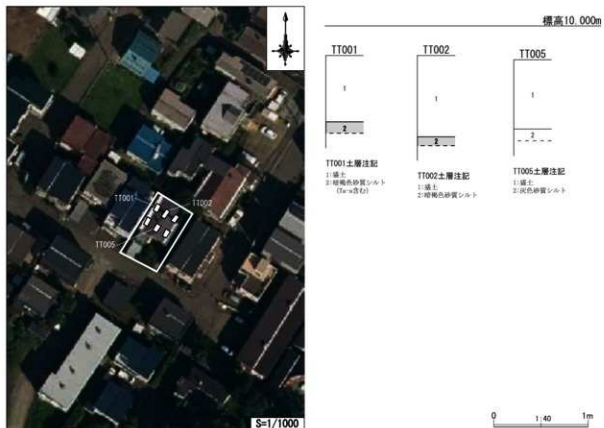 標高10.000m
TT001
1
2
TT001土層注記
1:盛土
2:暗褐色砂質シルト
(Ta-a含む)
TT002
1
2
TT002土層注記
1:盛土
2:暗褐色砂質シルト
TT005
1
2
TT005土層注記
1:盛土
2:灰色砂質シルト
TT001
TT002
TT005
S=1/1000
0 1:40 1m